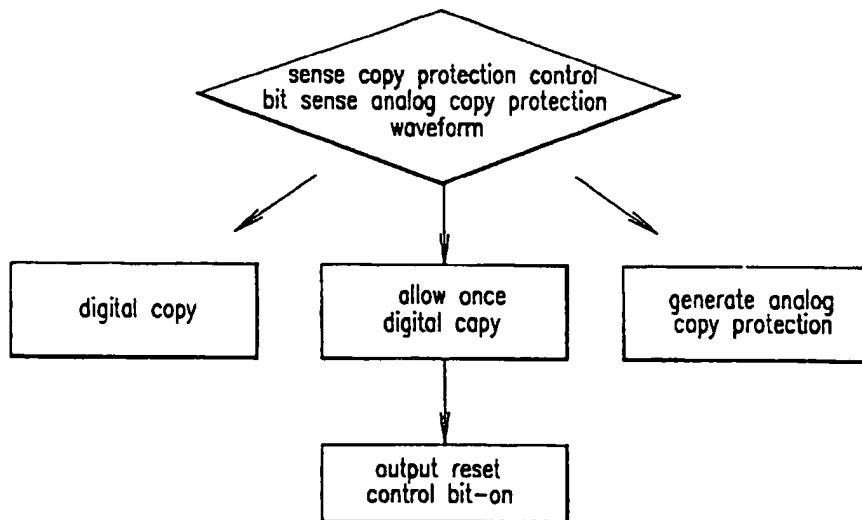 sense copy protection control
bit sense analog copy protection
waveform
digital copy
allow once
digital capy
generate analog
copy protection
output reset
control bit-on